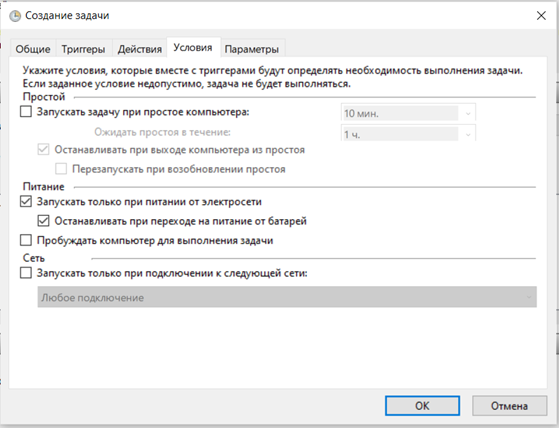 Создание задачи
Общие Триггеры Действия Условия Параметры
Укажите условия, которые вместе с триггерами будут определять необходимость выполнения задачи.
Если заданное условие недопустимо, задача не будет выполняться.
Простой
Запускать задачу при простое компьютера: 10 мин.
Ожидать простоя в течение: 1 ч.
Останавливать при выходе компьютера из простоя
Перезапускать при возобновлении простоя
Питание
Запускать только при питании от электросети
Останавливать при переходе на питание от батарей
Пробуждать компьютер для выполнения задачи
Сеть
Запускать только при подключении к следующей сети:
Любое подключение
ОК Отмена